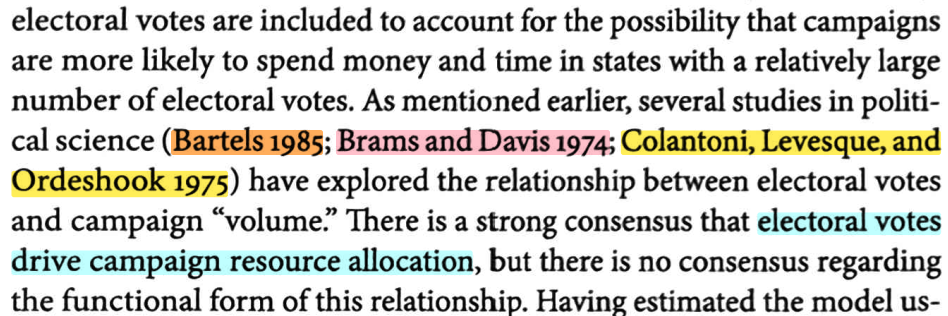 electoral votes are included to account for the possibility that campaigns
are more likely to spend money and time in states with a relatively large
number of electoral votes. As mentioned earlier, several studies in politi-
cal science (Bartels 1985; Brams and Davis 1974; Colantoni, Levesque, and
Ordeshook 1975) have explored the relationship between electoral votes
and campaign “volume.” There is a strong consensus that electoral votes
drive campaign resource allocation, but there is no consensus regarding
the functional form of this relationship. Having estimated the model us-